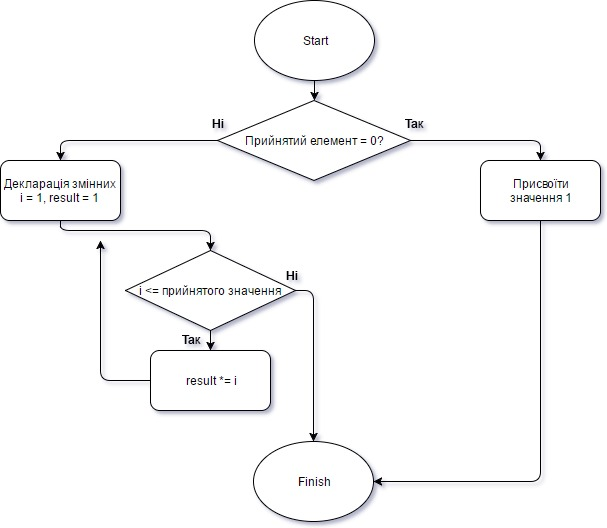 Start
Прийнятий елемент = 0?
Ні
Так
Декларація змінних
i = 1, result = 1
Присвоїти
значення 1
i <= прийнятого значення
Ні
Так
result *= i
Finish